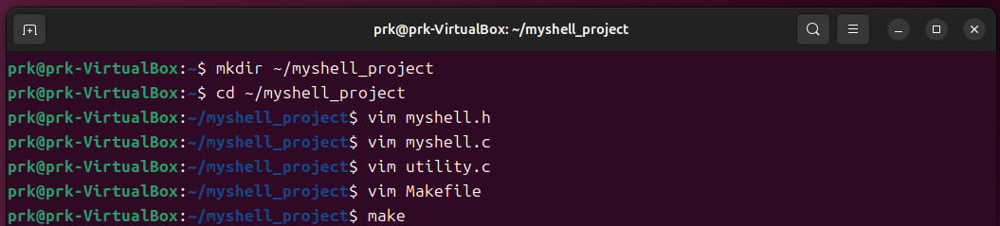 prk@prk-VirtualBox: ~/myshell_project
prk@prk-VirtualBox:~$ mkdir ~/myshell_project
prk@prk-VirtualBox:~$ cd ~/myshell_project
prk@prk-VirtualBox:~/myshell_project$ vim myshell.h
prk@prk-VirtualBox:~/myshell_project$ vim myshell.c
prk@prk-VirtualBox:~/myshell_project$ vim utility.c
prk@prk-VirtualBox:~/myshell_project$ vim Makefile
prk@prk-VirtualBox:~/myshell_project$ make